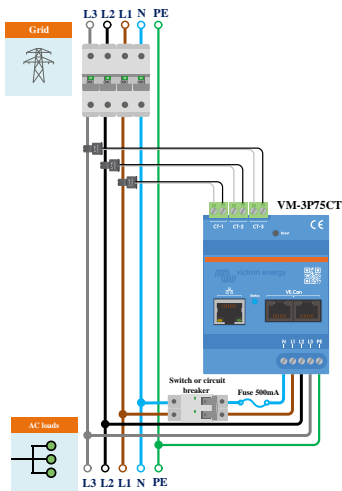 L3 L2 L1 N PE
Grid
VM-3P75CT
CT-1 CT-2 CT-3
Reset
CE
victron energy
Status
VE.Can
N L1 L2 L3 PE
Switch or circuit
breaker
Fuse 500mA
AC loads
L3 L2 L1 N PE